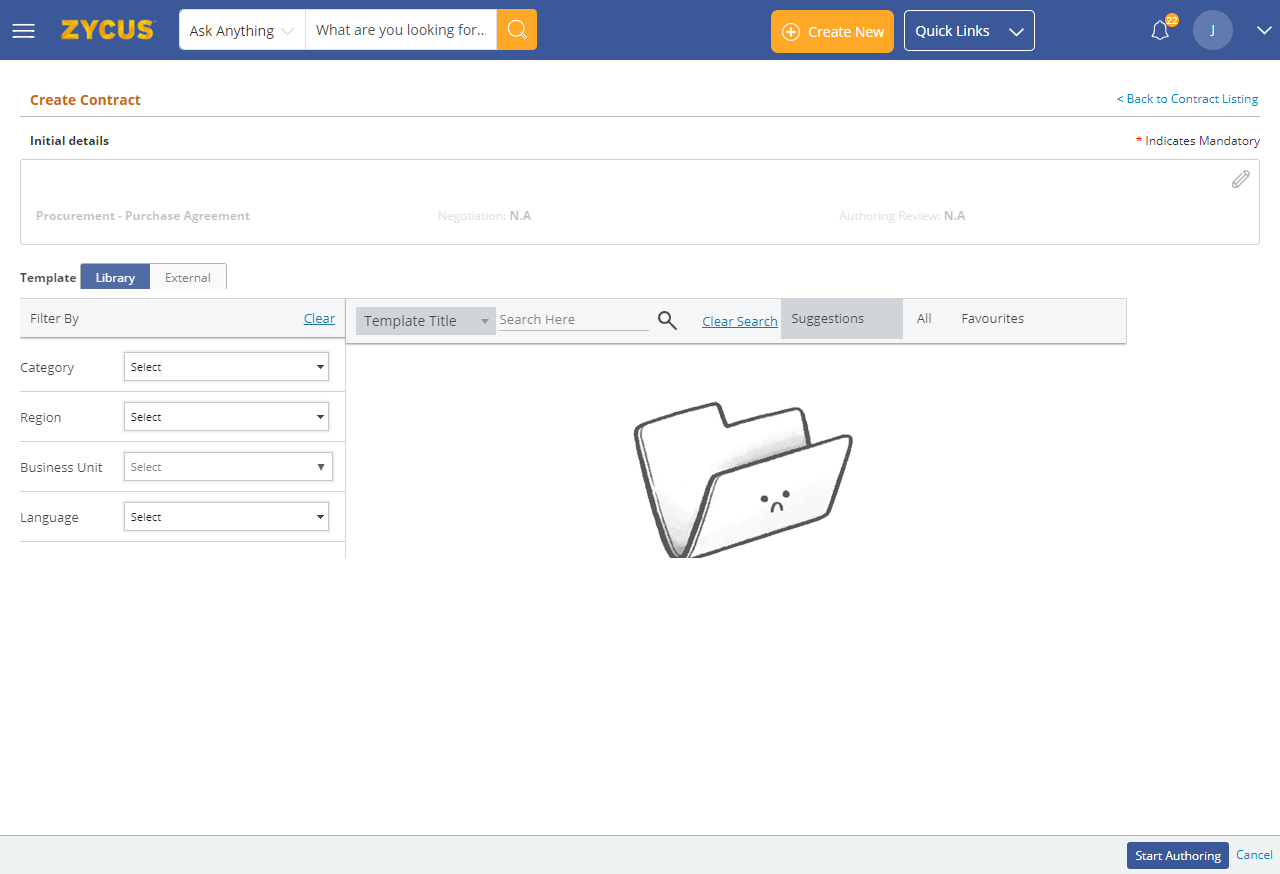 ZYCUS
Ask Anything
What are you looking for...
Create New
Quick Links
22
J
Create Contract
< Back to Contract Listing
Initial details
* Indicates Mandatory
Procurement - Purchase Agreement
Negotiation: N.A
Authoring Review: N.A
Template
Library
External
Filter By
Clear
Template Title
Search Here
Clear Search
Suggestions
All
Favourites
Category
Select
Region
Select
Business Unit
Select
Language
Select
Start Authoring
Cancel